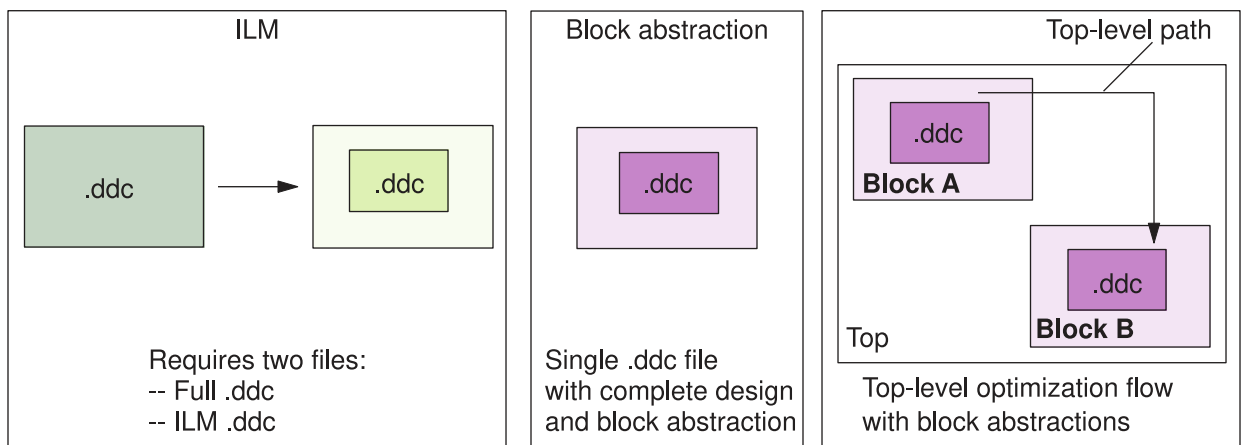 ILM
.ddc
.ddc
Requires two files:
-- Full .ddc
-- ILM .ddc
Block abstraction
.ddc
Single .ddc file
with complete design
and block abstraction
Top-level path
.ddc
Block A
.ddc
Block B
Top
Top-level optimization flow
with block abstractions